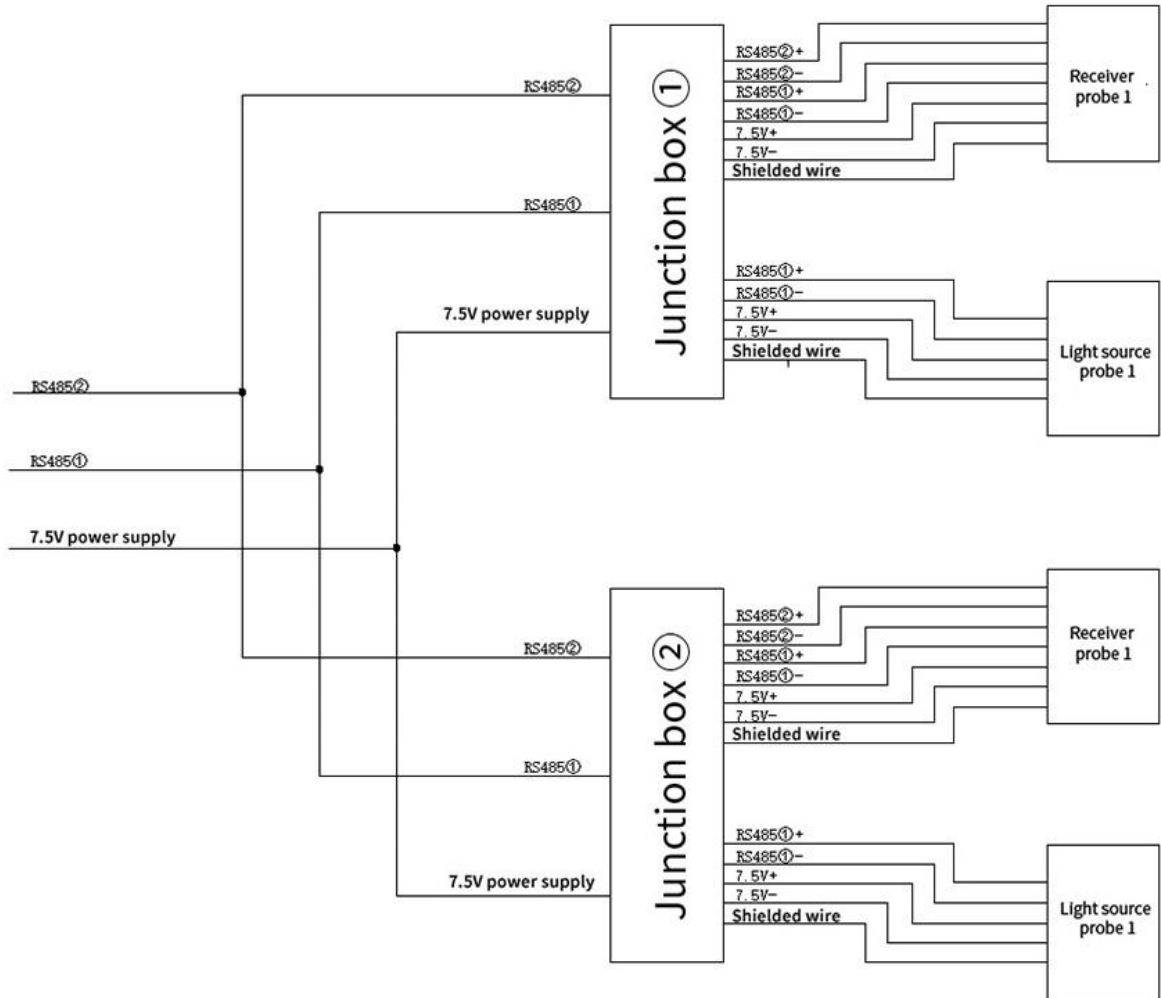 RS485②
RS485①
7.5V power supply
RS485②
RS485①
7.5V power supply
Junction box ①
RS485②+
RS485②-
RS485①+
RS485①-
7.5V+
7.5V-
Shielded wire
Receiver
probe 1
RS485①+
RS485①-
7.5V+
7.5V-
Shielded wire
Light source
probe 1
RS485②
RS485①
7.5V power supply
Junction box ②
RS485②+
RS485②-
RS485①+
RS485①-
7.5V+
7.5V-
Shielded wire
Receiver
probe 1
RS485①+
RS485①-
7.5V+
7.5V-
Shielded wire
Light source
probe 1